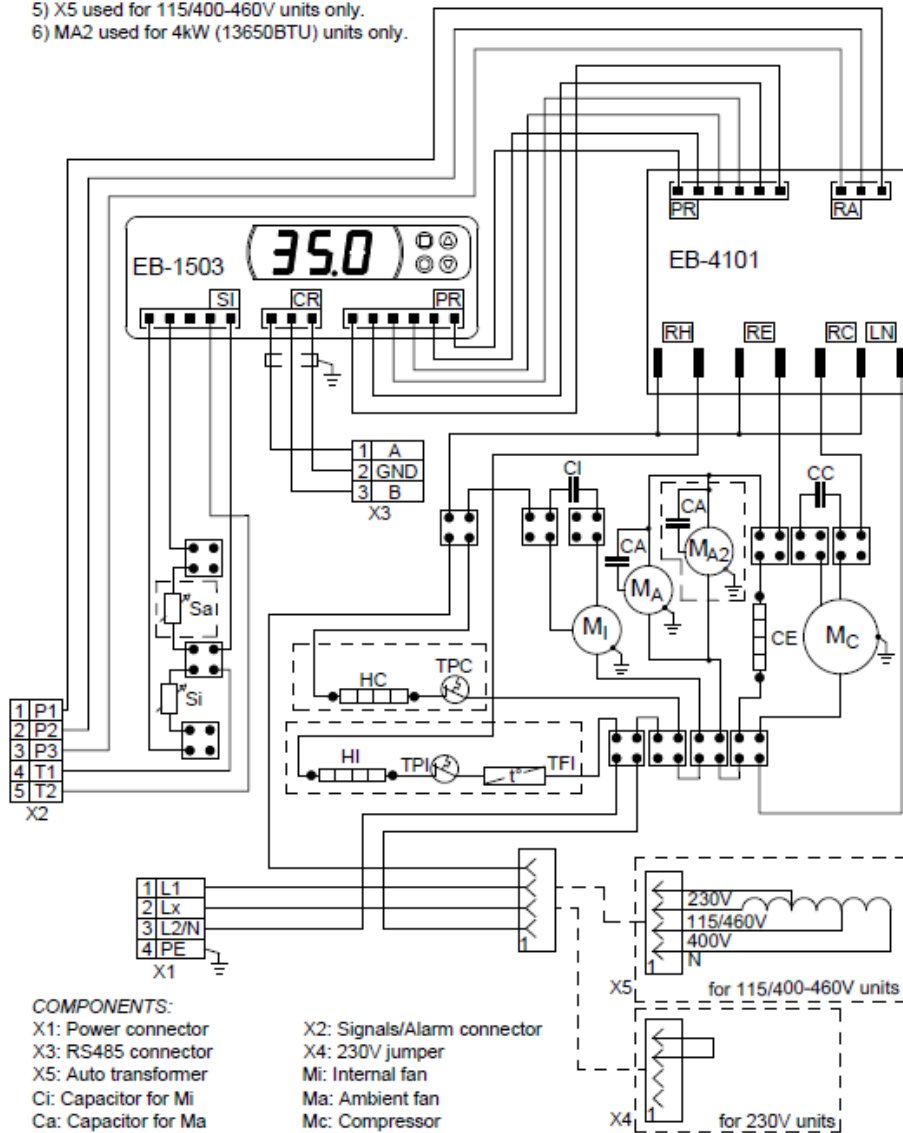 5) X5 used for 115/400-460V units only.
6) MA2 used for 4kW (13650BTU) units only.
PR
RA
EB-4101
EB-1503
35.0
SI
CR
PR
RH
RE
RC
LN
1 A
2 GND
3 B
X3
CI
CC
CA
CA
MA2
MA
MI
CE
MC
Sa
Si
HC
TPC
HI
TPI
t°
TFI
1 P1
2 P2
3 P3
4 T1
5 T2
X2
1 L1
2 Lx
3 L2/N
4 PE
X1
1
230V
115/460V
400V
N
1
X5
for 115/400-460V units
1
X4
for 230V units
COMPONENTS:
X1: Power connector
X2: Signals/Alarm connector
X3: RS485 connector
X4: 230V jumper
X5: Auto transformer
Mi: Internal fan
Ci: Capacitor for Mi
Ma: Ambient fan
Ca: Capacitor for Ma
Mc: Compressor